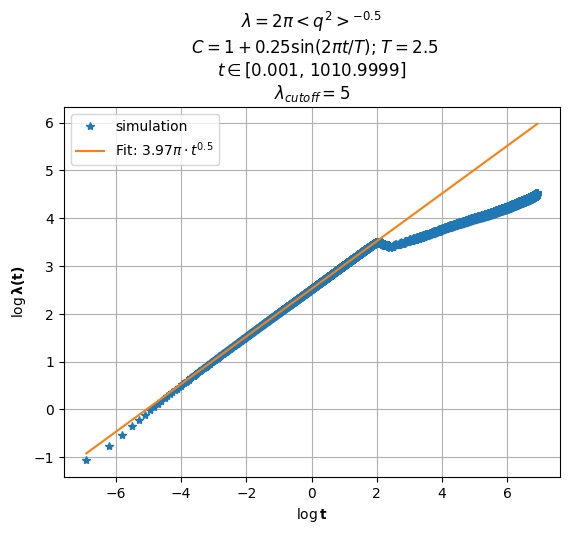 λ = 2π < q² >⁻⁰·⁵
C = 1 + 0.25sin(2πt/T); T = 2.5
t ∈ [0.001, 1010.9999]
λ_cutoff = 5
simulation
Fit: 3.97π · t⁰·⁵
log λ(t)
6
5
4
3
2
1
0
−1
−6
−4
−2
0
2
4
6
log t